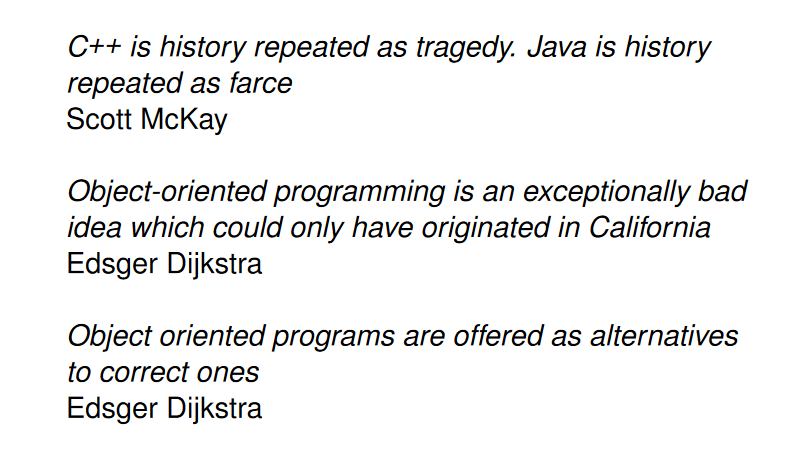 C++ is history repeated as tragedy. Java is history
repeated as farce
Scott McKay
Object-oriented programming is an exceptionally bad
idea which could only have originated in California
Edsger Dijkstra
Object oriented programs are offered as alternatives
to correct ones
Edsger Dijkstra